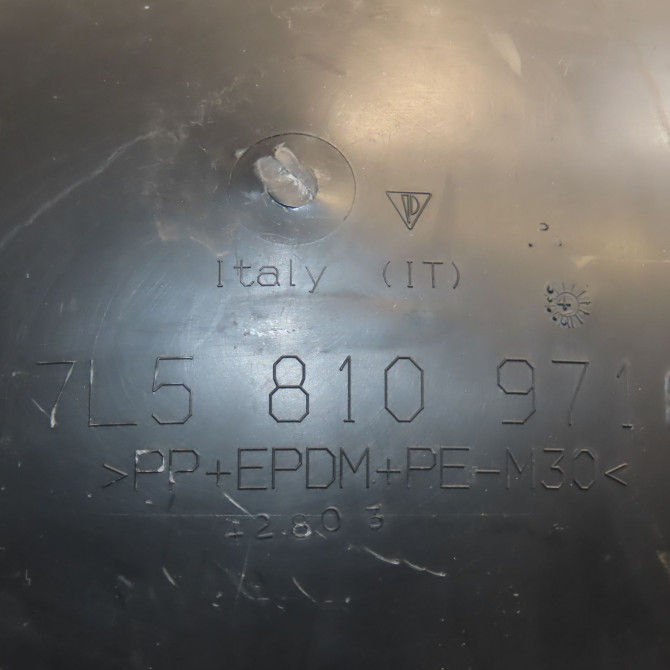 Italy (IT)
7L5 810 971
>PP+EPDM+PE-M30<